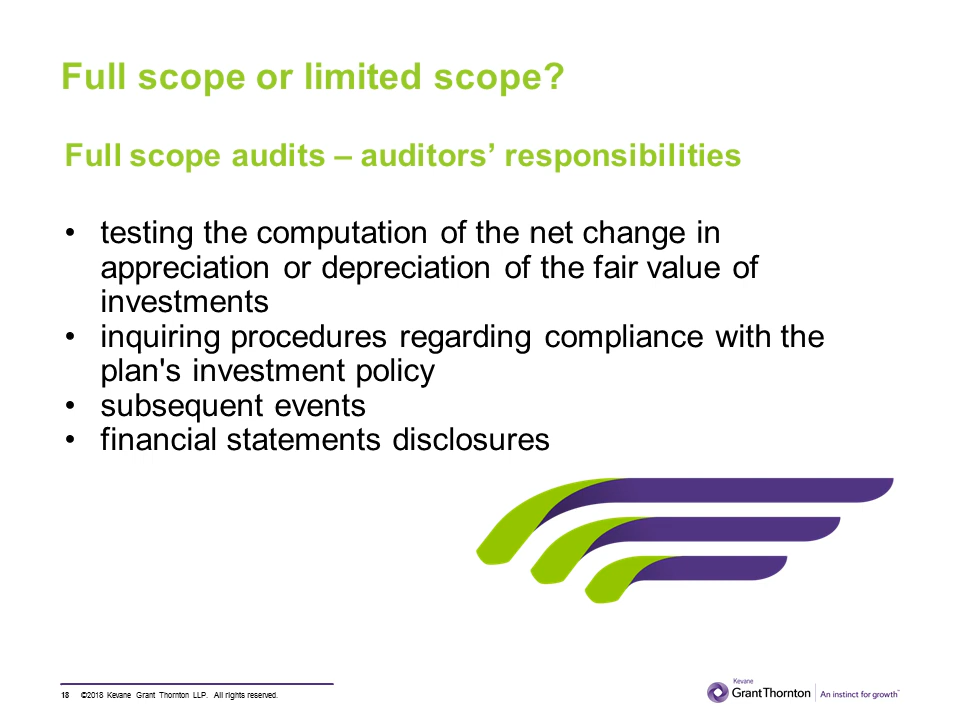 Full scope or limited scope?
Full scope audits – auditors’ responsibilities
• testing the computation of the net change in
appreciation or depreciation of the fair value of
investments
• inquiring procedures regarding compliance with the
plan's investment policy
• subsequent events
• financial statements disclosures
18 ©2018 Kevane Grant Thornton LLP. All rights reserved.
Kevane
GrantThornton
An instinct for growth™